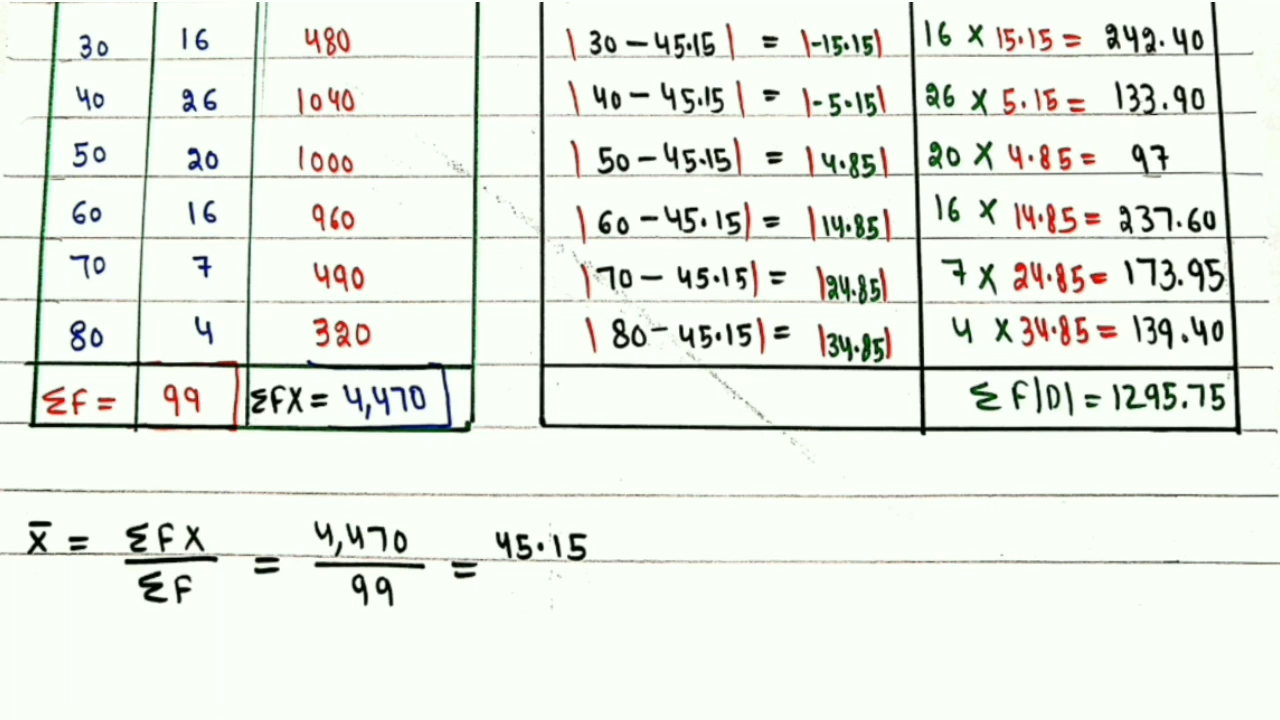 30 16 480 | 30 – 45.15 | = |-15.15| 16 × 15.15 = 242.40
40 26 1040 | 40 – 45.15 | = |-5.15| 26 × 5.15 = 133.90
50 20 1000 | 50 – 45.15 | = | 4.85 | 20 × 4.85 = 97
60 16 960 | 60 – 45.15 | = |14.85| 16 × 14.85 = 237.60
70 7 490 | 70 – 45.15 | = |24.85| 7 × 24.85 = 173.95
80 4 320 | 80 – 45.15 | = |34.85| 4 × 34.85 = 139.40
ΣF = 99 ΣFX = 4,470 Σ F|D| = 1295.75
X̄ = ΣFX / ΣF = 4,470 / 99 = 45.15